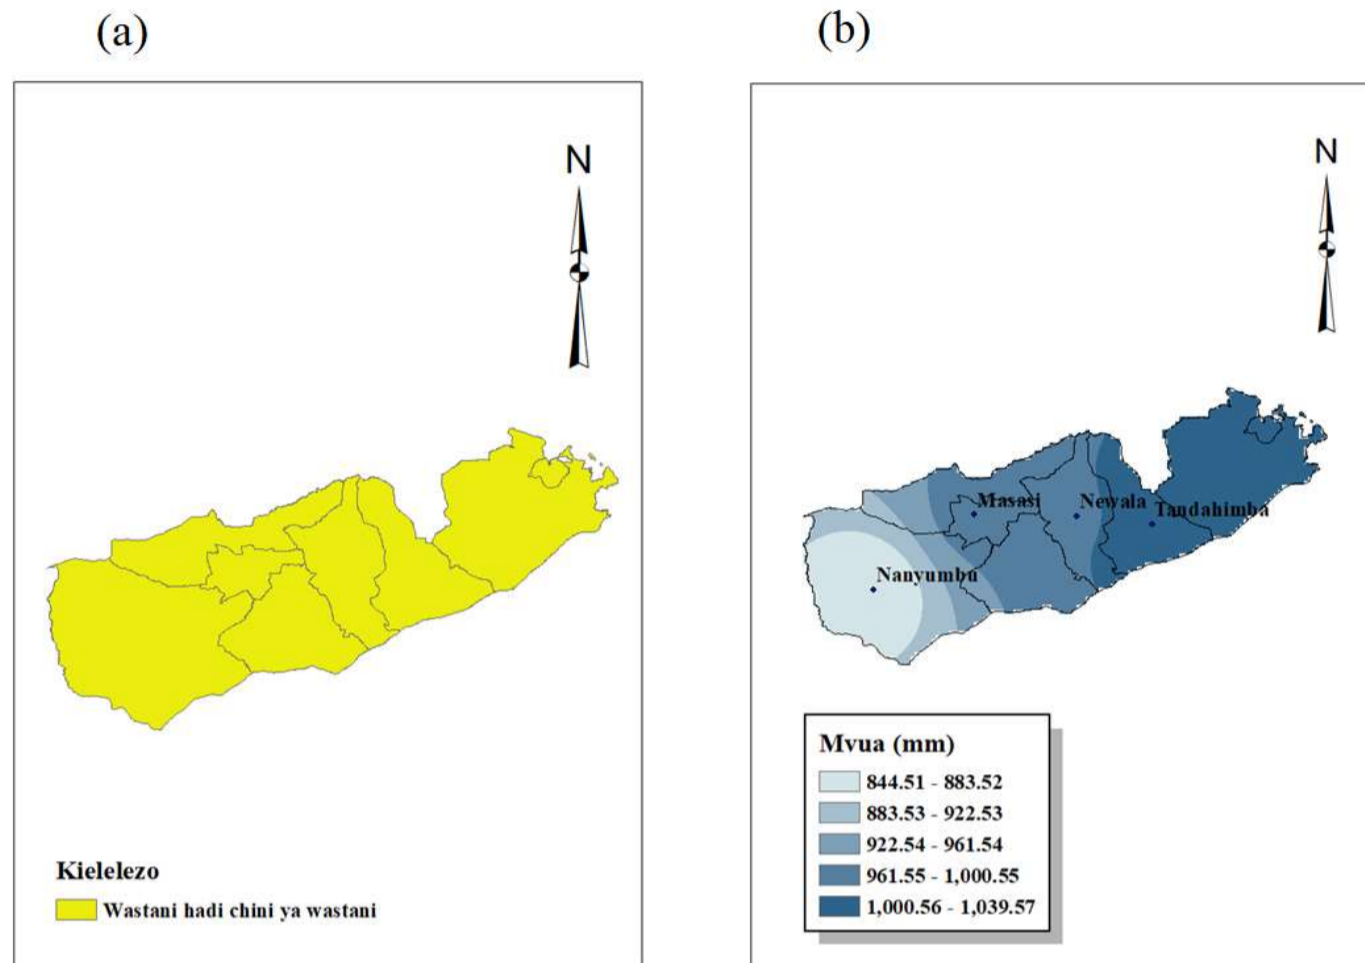 (a)
(b)
N
N
Masasi
Newala
Tandahimba
Nanyumbu
Mvua (mm)
844.51 - 883.52
883.53 - 922.53
922.54 - 961.54
961.55 - 1,000.55
1,000.56 - 1,039.57
Kielelezo
Wastani hadi chini ya wastani